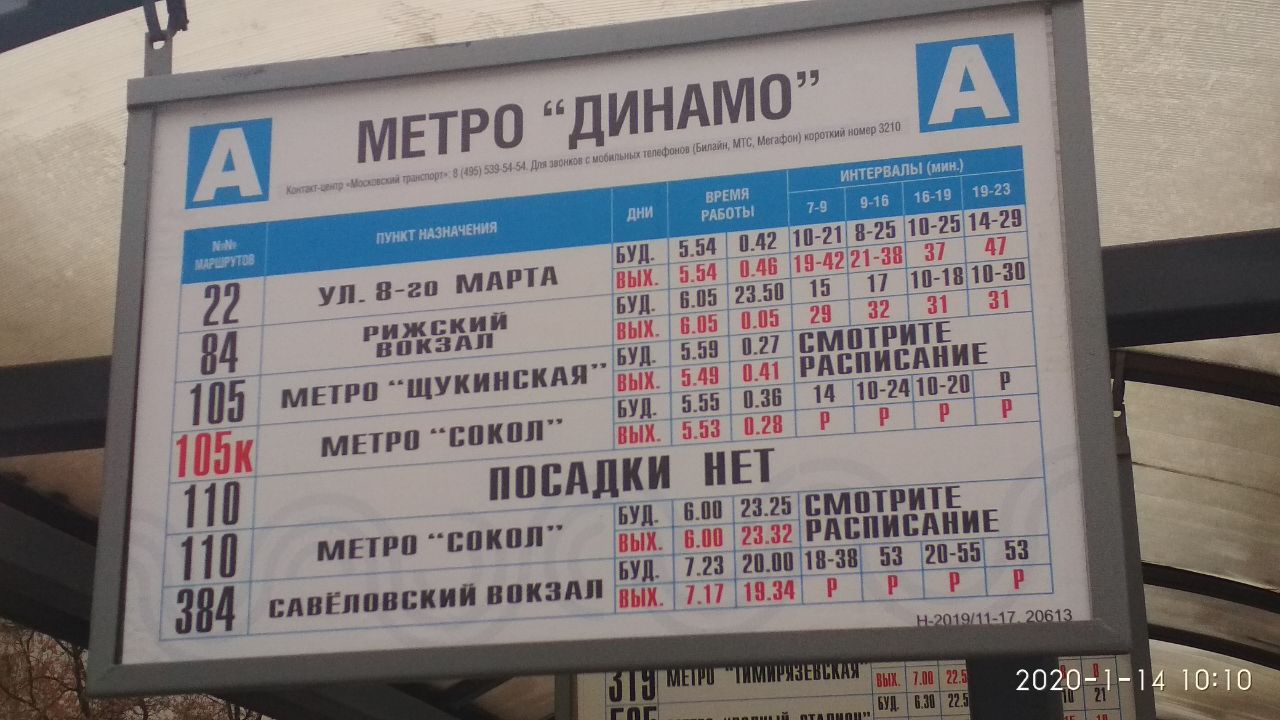 А МЕТРО “ДИНАМО” А
Контакт-центр «Московский транспорт»: 8 (495) 539-54-54. Для звонков с мобильных телефонов (Билайн, МТС, Мегафон) короткий номер 3210
№№ МАРШРУТОВ ПУНКТ НАЗНАЧЕНИЯ ДНИ ВРЕМЯ РАБОТЫ ИНТЕРВАЛЫ (мин.)
7-9 9-16 16-19 19-23
22 УЛ. 8-го МАРТА БУД. 5.54 0.42 10-21 8-25 10-25 14-29
ВЫХ. 5.54 0.46 19-42 21-38 37 47
84 РИЖСКИЙ БУД. 6.05 23.50 15 17 10-18 10-30
ВОКЗАЛ ВЫХ. 6.05 0.05 29 32 31 31
105 МЕТРО “ЩУКИНСКАЯ” БУД. 5.59 0.27 СМОТРИТЕ
ВЫХ. 5.49 0.41 РАСПИСАНИЕ
105к МЕТРО “СОКОЛ” БУД. 5.55 0.36 14 10-24 10-20 Р
ВЫХ. 5.53 0.28 Р Р Р Р
110 ПОСАДКИ НЕТ
110 МЕТРО “СОКОЛ” БУД. 6.00 23.25 СМОТРИТЕ
ВЫХ. 6.00 23.32 РАСПИСАНИЕ
384 САВЁЛОВСКИЙ ВОКЗАЛ БУД. 7.23 20.00 18-38 53 20-55 53
ВЫХ. 7.17 19.34 Р Р Р Р
Н-2019/11-17, 20613
319 МЕТРО “ТИМИРЯЗЕВСКАЯ” ВЫХ. 7.00 22.5
БУД. 6.30 22.5 21
2020-1-14 10:10